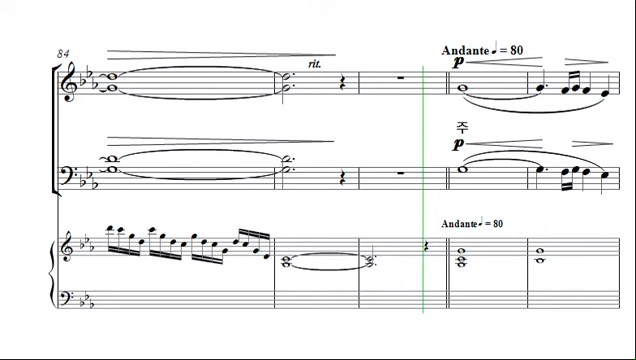 84
rit.
Andante ♩ = 80
p
주
p
Andante ♩ = 80